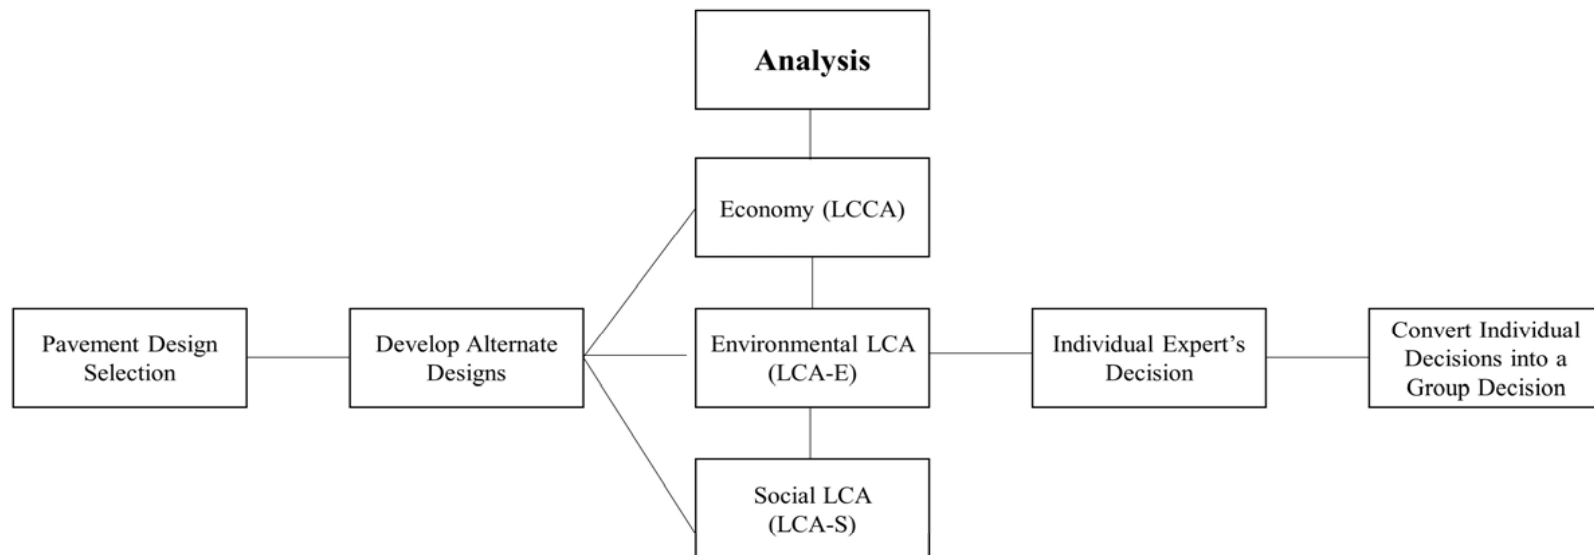 Analysis
Economy (LCCA)
Pavement Design
Selection
Develop Alternate
Designs
Environmental LCA
(LCA-E)
Individual Expert's
Decision
Convert Individual
Decisions into a
Group Decision
Social LCA
(LCA-S)